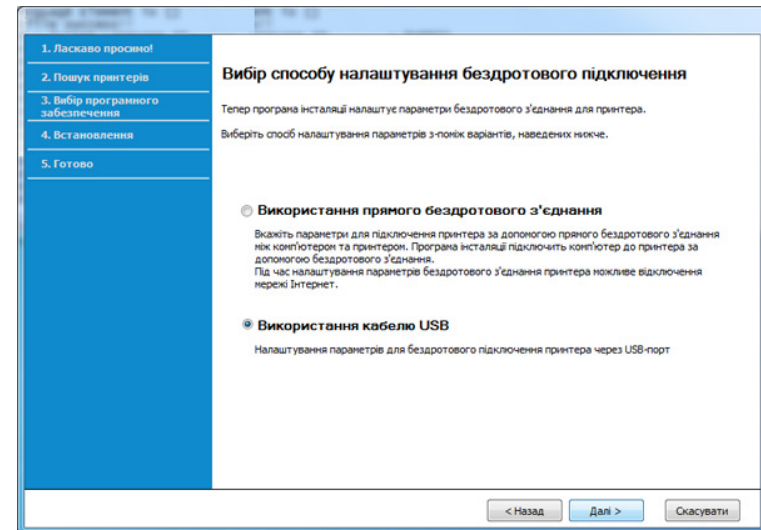 1. Ласкаво просимо!
2. Пошук принтерів
3. Вибір програмного
забезпечення
4. Встановлення
5. Готово
Вибір способу налаштування бездротового підключення
Тепер програма інсталяції налаштує параметри бездротового з'єднання для принтера.
Виберіть спосіб налаштування параметрів з-поміж варіантів, наведених нижче.
Використання прямого бездротового з'єднання
Вкажіть параметри для підключення принтера за допомогою прямого бездротового з'єднання
між комп'ютером та принтером. Програма інсталяції підключить комп'ютер до принтера за
допомогою бездротового з'єднання.
Під час налаштування параметрів бездротового з'єднання принтера можливе відключення
мережі Інтернет.
Використання кабелю USB
Налаштування параметрів для бездротового підключення принтера через USB-порт
< Назад
Далі >
Скасувати